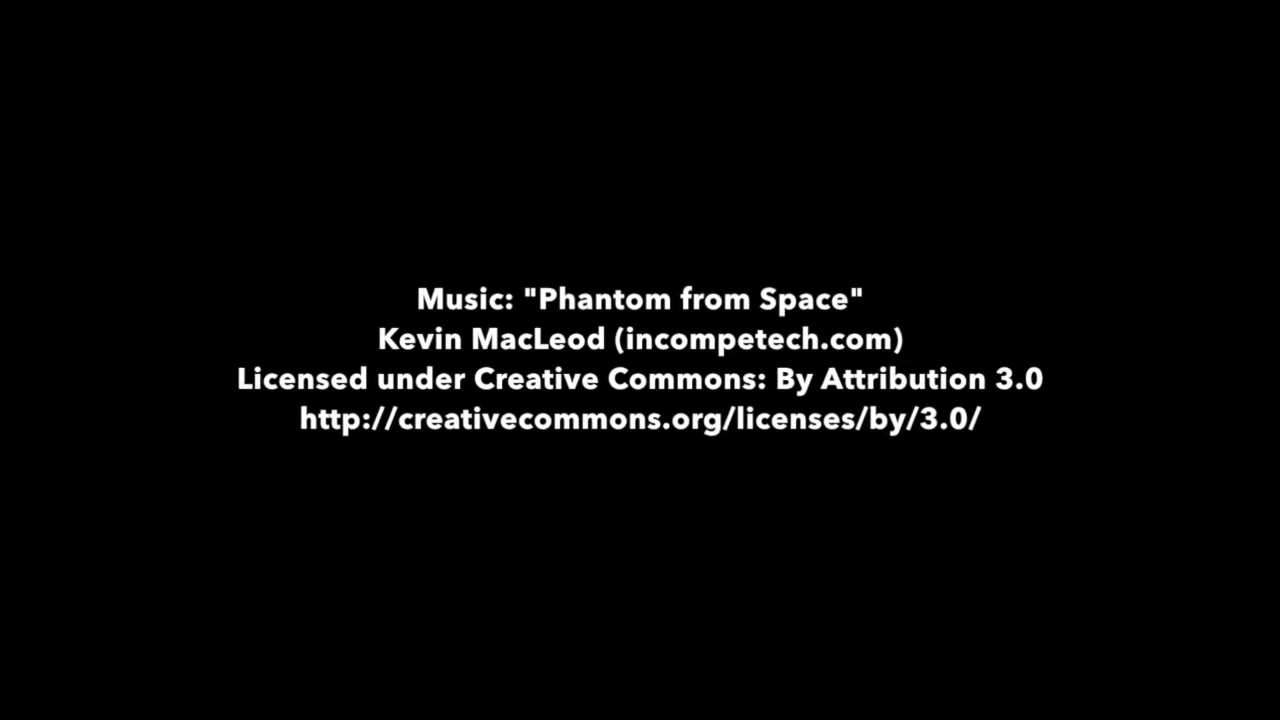 Music: "Phantom from Space"
Kevin MacLeod (incompetech.com)
Licensed under Creative Commons: By Attribution 3.0
http://creativecommons.org/licenses/by/3.0/